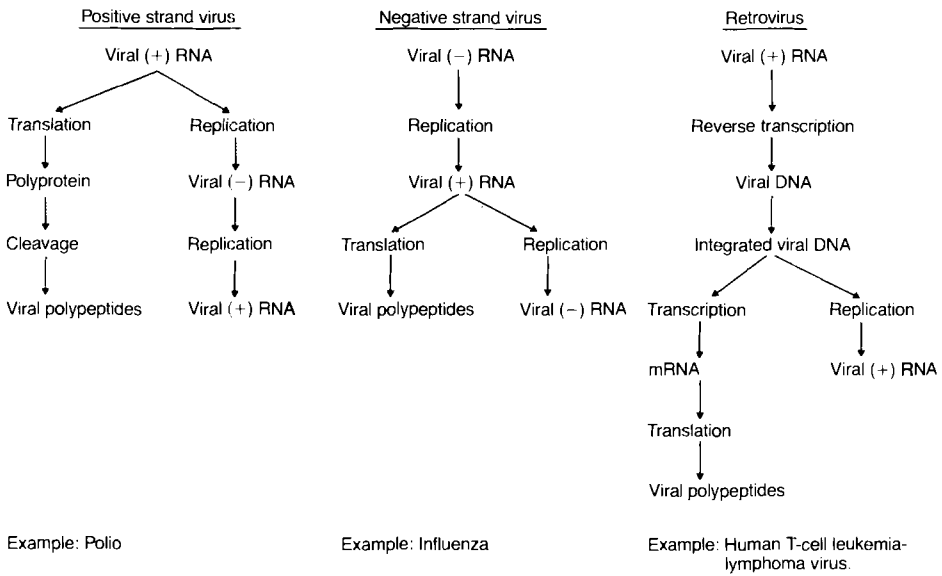 Positive strand virus
Viral (+) RNA
Translation
Replication
Polyprotein
Viral (−) RNA
Cleavage
Replication
Viral polypeptides
Viral (+) RNA
Example: Polio
Negative strand virus
Viral (−) RNA
Replication
Viral (+) RNA
Translation
Replication
Viral polypeptides
Viral (−) RNA
Example: Influenza
Retrovirus
Viral (+) RNA
Reverse transcription
Viral DNA
Integrated viral DNA
Transcription
Replication
mRNA
Viral (+) RNA
Translation
Viral polypeptides
Example: Human T-cell leukemia-
lymphoma virus.